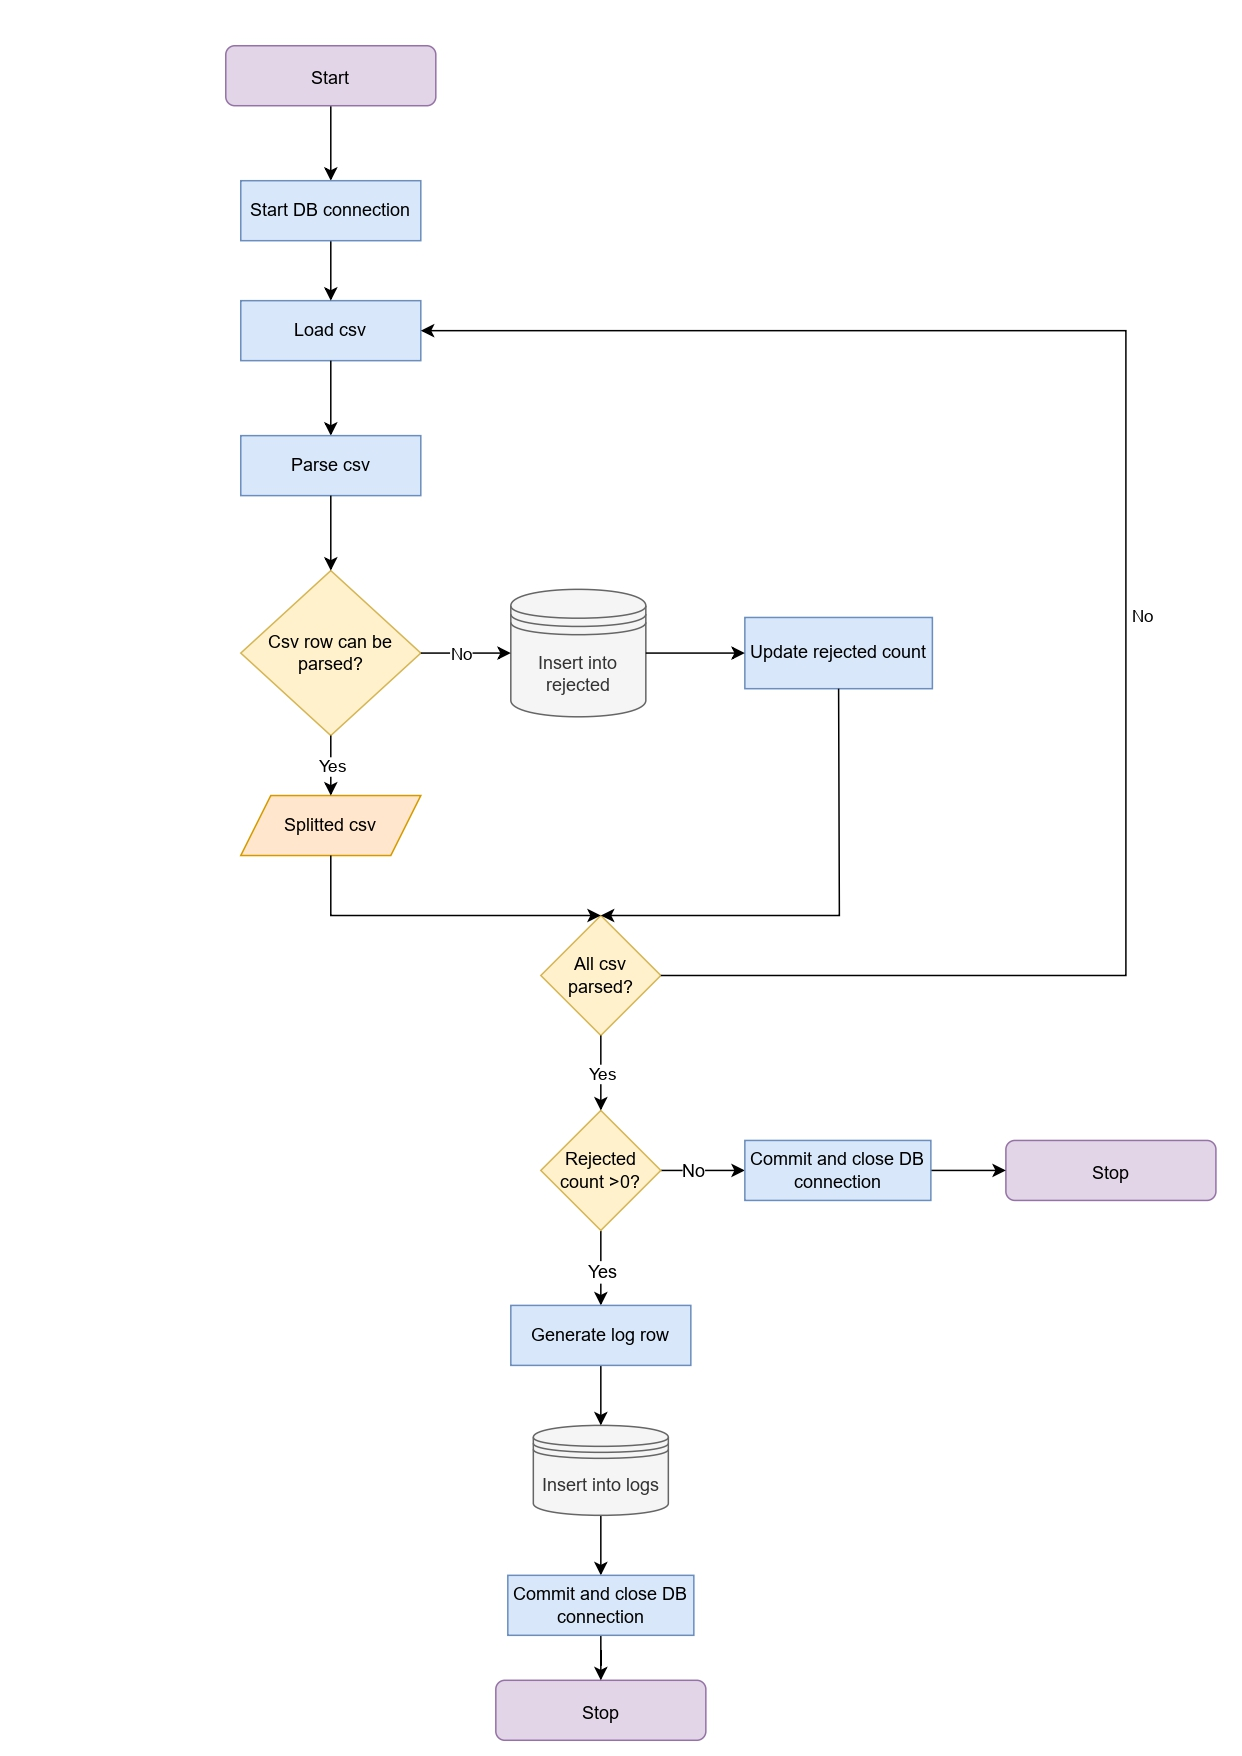 Start
Start DB connection
Load csv
Parse csv
Csv row can be
parsed?
No
Insert into
rejected
Update rejected count
No
Yes
Splitted csv
All csv
parsed?
Yes
Rejected
count >0?
No
Commit and close DB
connection
Stop
Yes
Generate log row
Insert into logs
Commit and close DB
connection
Stop